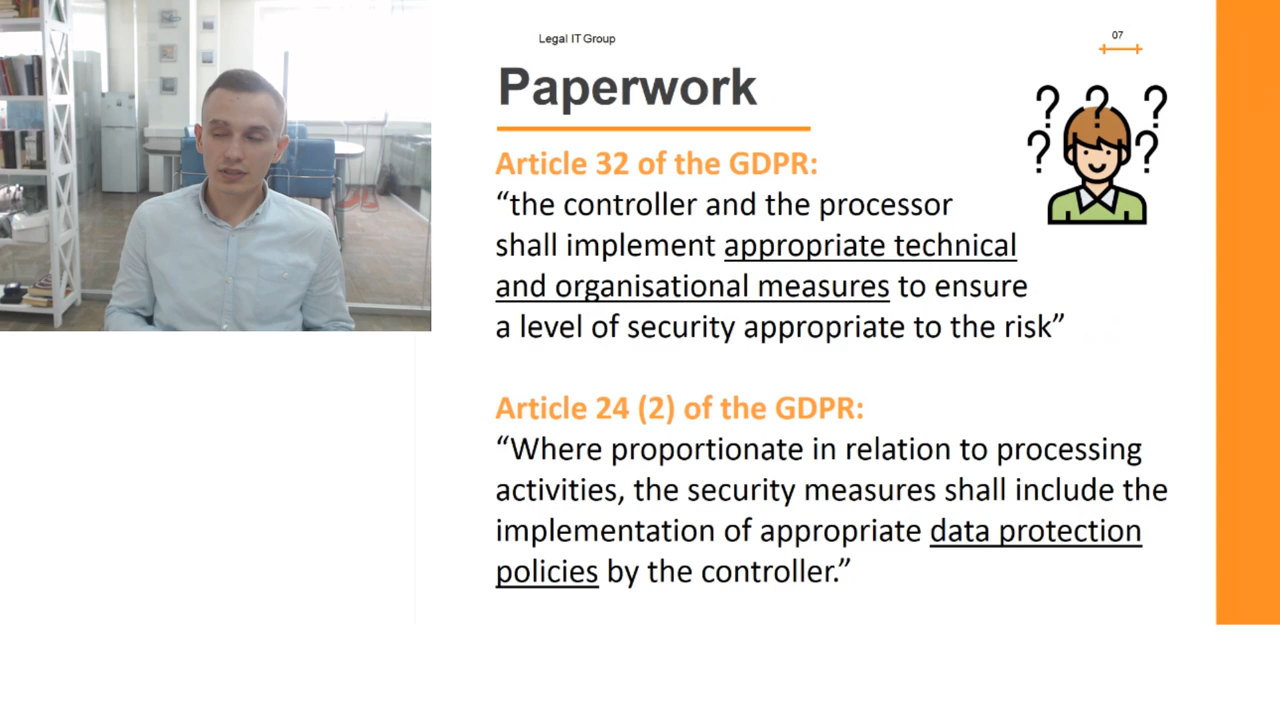 Legal IT Group
07
Paperwork
Article 32 of the GDPR:
“the controller and the processor
shall implement appropriate technical
and organisational measures to ensure
a level of security appropriate to the risk”
Article 24 (2) of the GDPR:
“Where proportionate in relation to processing
activities, the security measures shall include the
implementation of appropriate data protection
policies by the controller.”